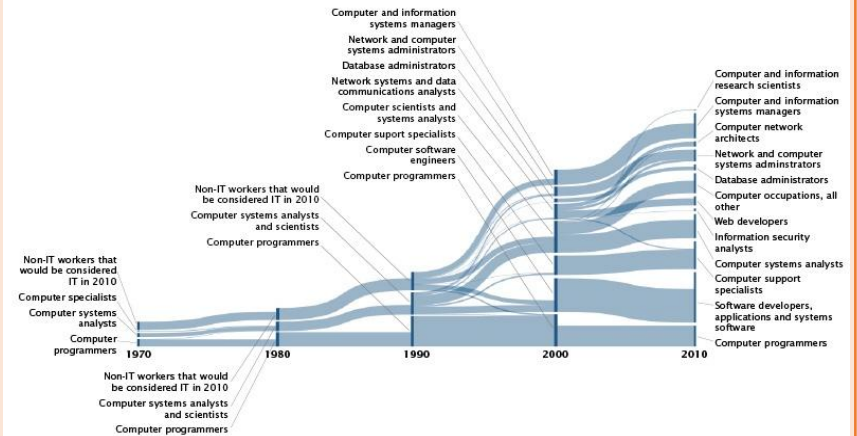 Computer and information
systems managers
Network and computer
systems administrators
Database administrators
Network systems and data
communications analysts
Computer scientists and
systems analysts
Computer suport specialists
Computer software
engineers
Computer programmers
Non-IT workers that would
be considered IT in 2010
Computer systems analysts
and scientists
Computer programmers
Non-IT workers that
would be considered
IT in 2010
Computer specialists
Computer systems
analysts
Computer
programmers
1970
1980
1990
2000
2010
Non-IT workers that would
be considered IT in 2010
Computer systems analysts
and scientists
Computer programmers
Computer and information
research scientists
Computer and information
systems managers
Computer network
architects
Network and computer
systems adminstrators
Database administrators
Computer occupations, all
other
Web developers
Information security
analysts
Computer systems analysts
Computer support
specialists
Software developers,
applications and systems
software
Computer programmers